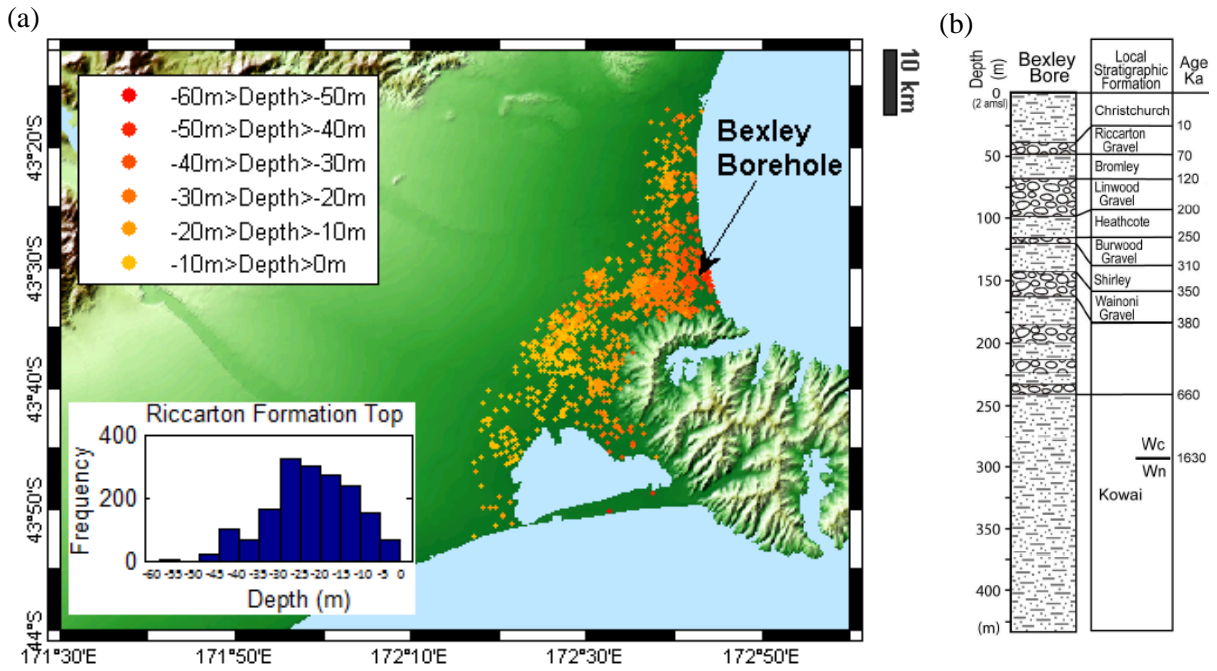 (a)
-60m>Depth>-50m
-50m>Depth>-40m
-40m>Depth>-30m
-30m>Depth>-20m
-20m>Depth>-10m
-10m>Depth>0m
Bexley
Borehole
10 km
43°20'S
43°30'S
43°40'S
43°50'S
44°S
171°30'E
171°50'E
172°10'E
172°30'E
172°50'E
Riccarton Formation Top
Frequency
400
200
0
-60 -55 -50 -45 -40 -35 -30 -25 -20 -15 -10 -5 0
Depth (m)
(b)
Depth (m)
Bexley
Bore
Local
Stratigraphic
Formation
Age
Ka
0
(2 amsl)
Christchurch
10
Riccarton
Gravel
50
70
Bromley
120
Linwood
Gravel
100
200
Heathcote
250
Burwood
Gravel
310
150
Shirley
350
Wainoni
Gravel
380
200
250
660
Wc
1630
300
Wn
Kowai
350
400
(m)